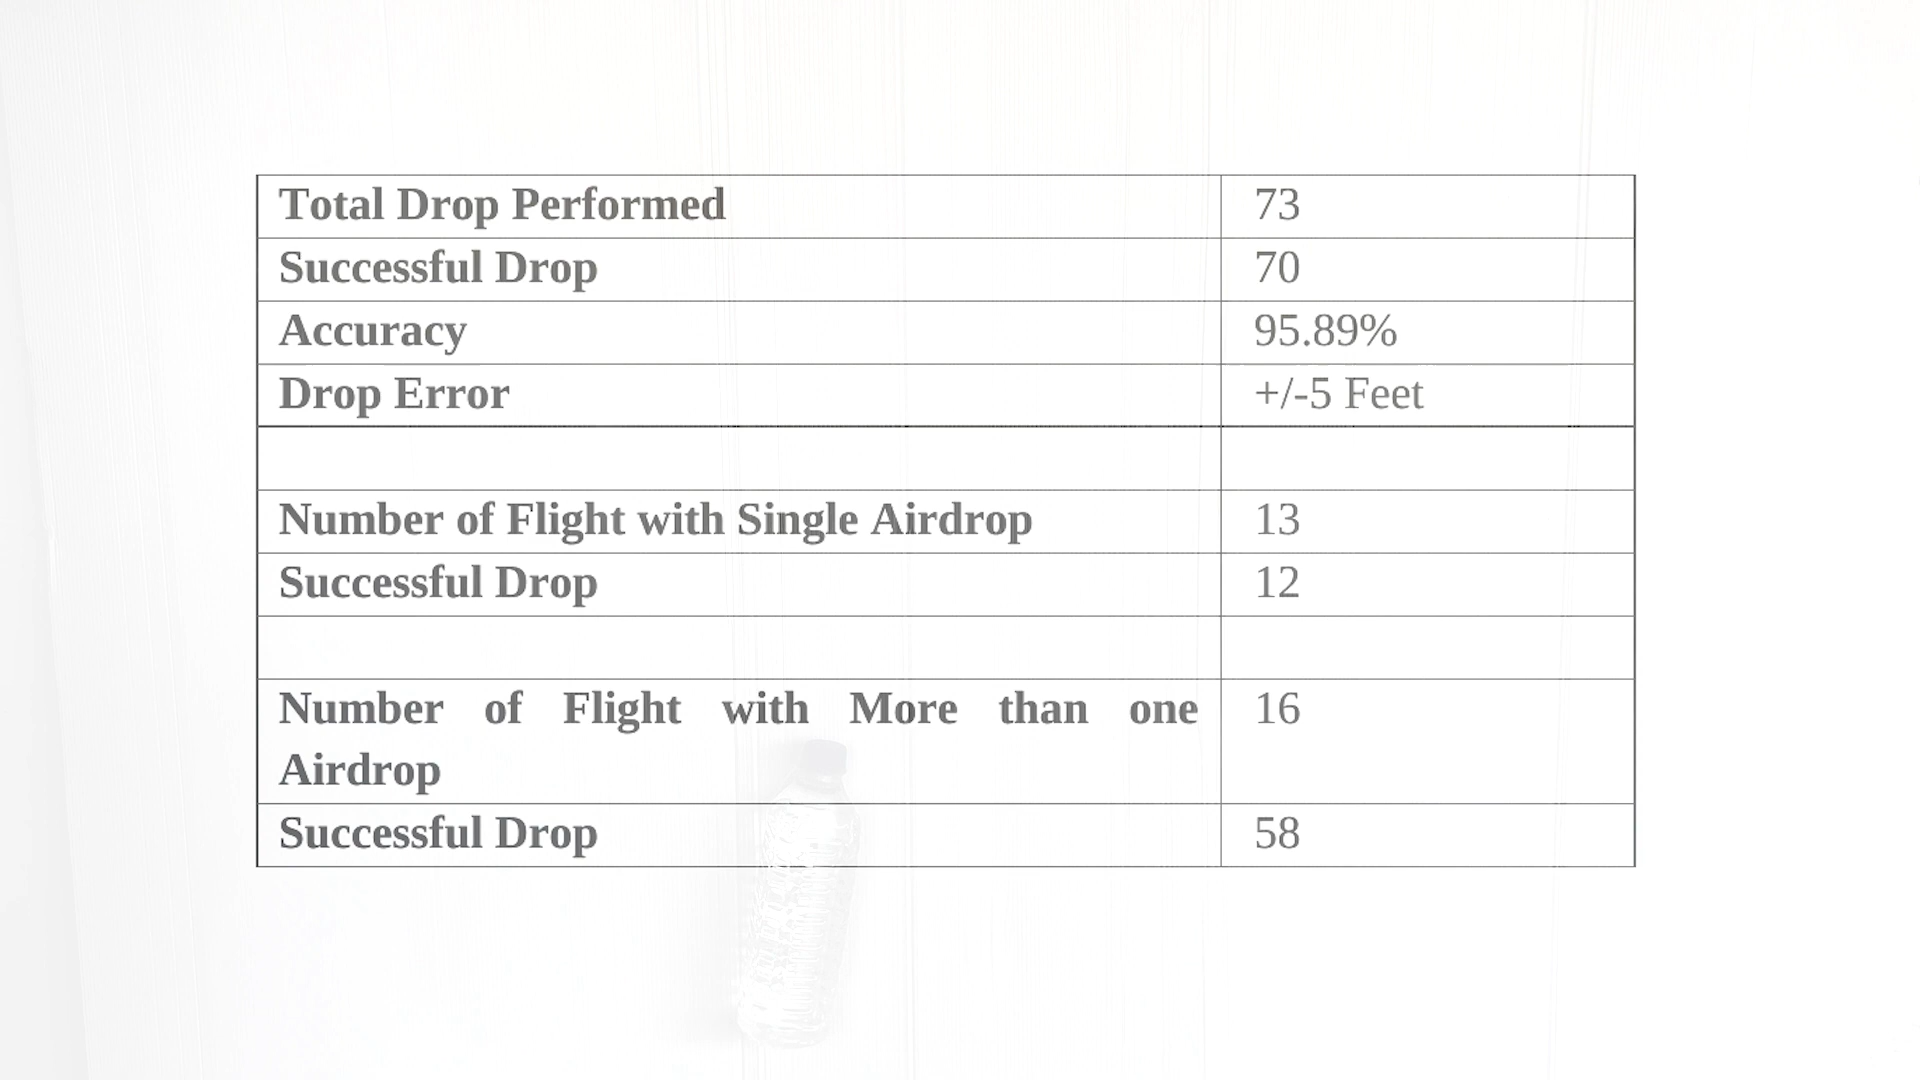 Total Drop Performed 73
Successful Drop 70
Accuracy 95.89%
Drop Error +/-5 Feet
Number of Flight with Single Airdrop 13
Successful Drop 12
Number of Flight with More than one 16
Airdrop
Successful Drop 58